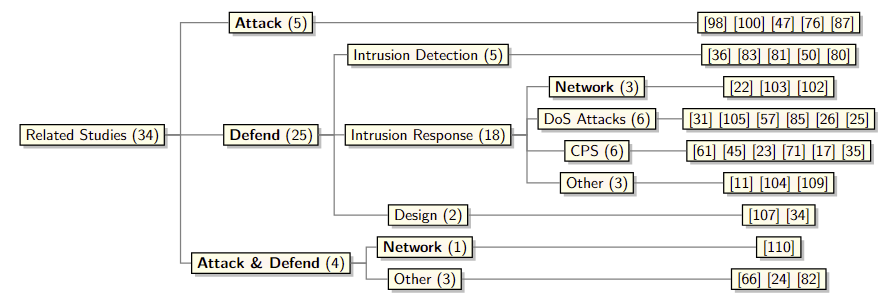 Attack (5)
[98] [100] [47] [76] [87]
Intrusion Detection (5)
[36] [83] [81] [50] [80]
Network (3)
[22] [103] [102]
DoS Attacks (6)
[31] [105] [57] [85] [26] [25]
Related Studies (34)
Defend (25)
Intrusion Response (18)
CPS (6)
[61] [45] [23] [71] [17] [35]
Other (3)
[11] [104] [109]
Design (2)
[107] [34]
Network (1)
[110]
Attack & Defend (4)
Other (3)
[66] [24] [82]